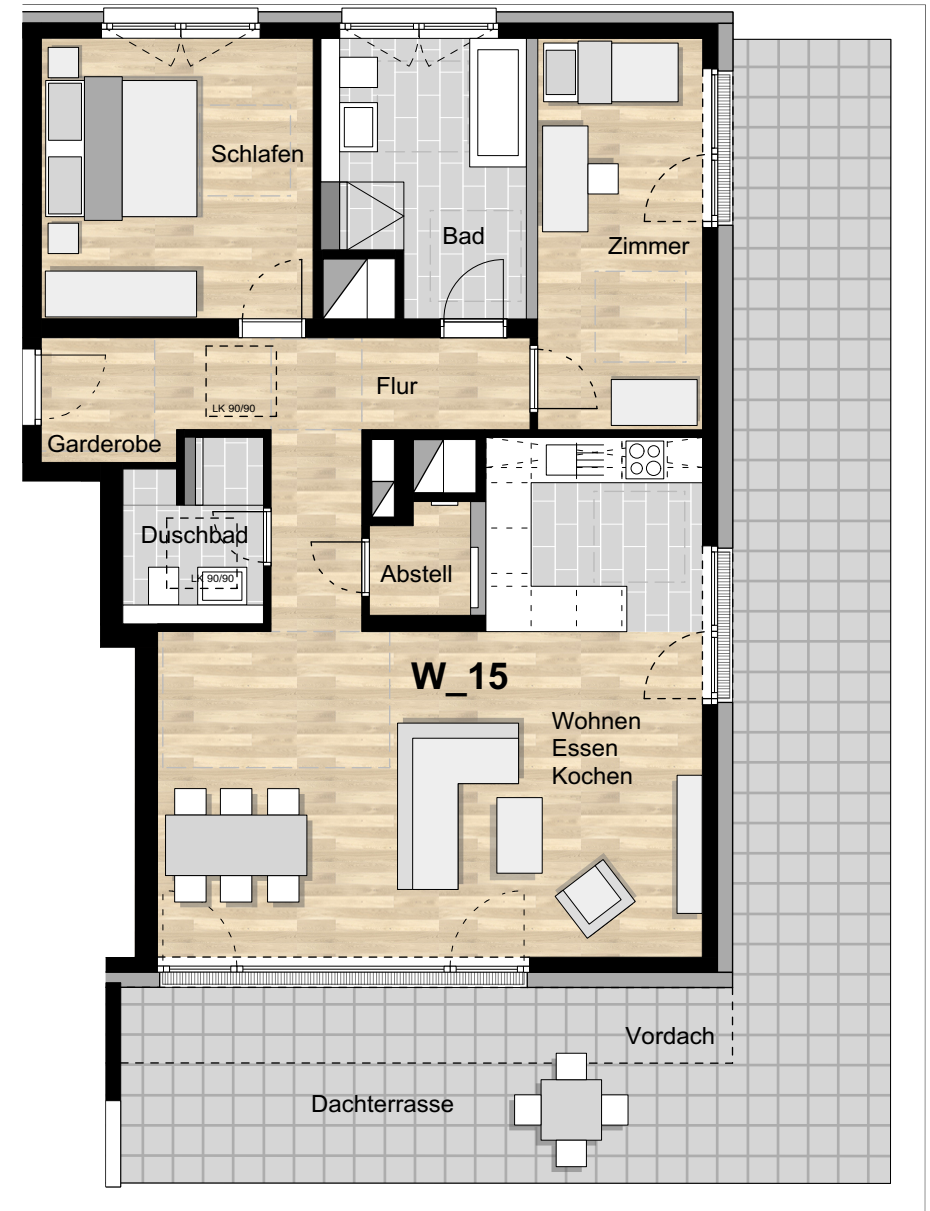 Schlafen
Bad
Zimmer
Flur
LK 90/90
Garderobe
Duschbad
LK 90/90
Abstell
W_15
Wohnen
Essen
Kochen
Vordach
Dachterrasse